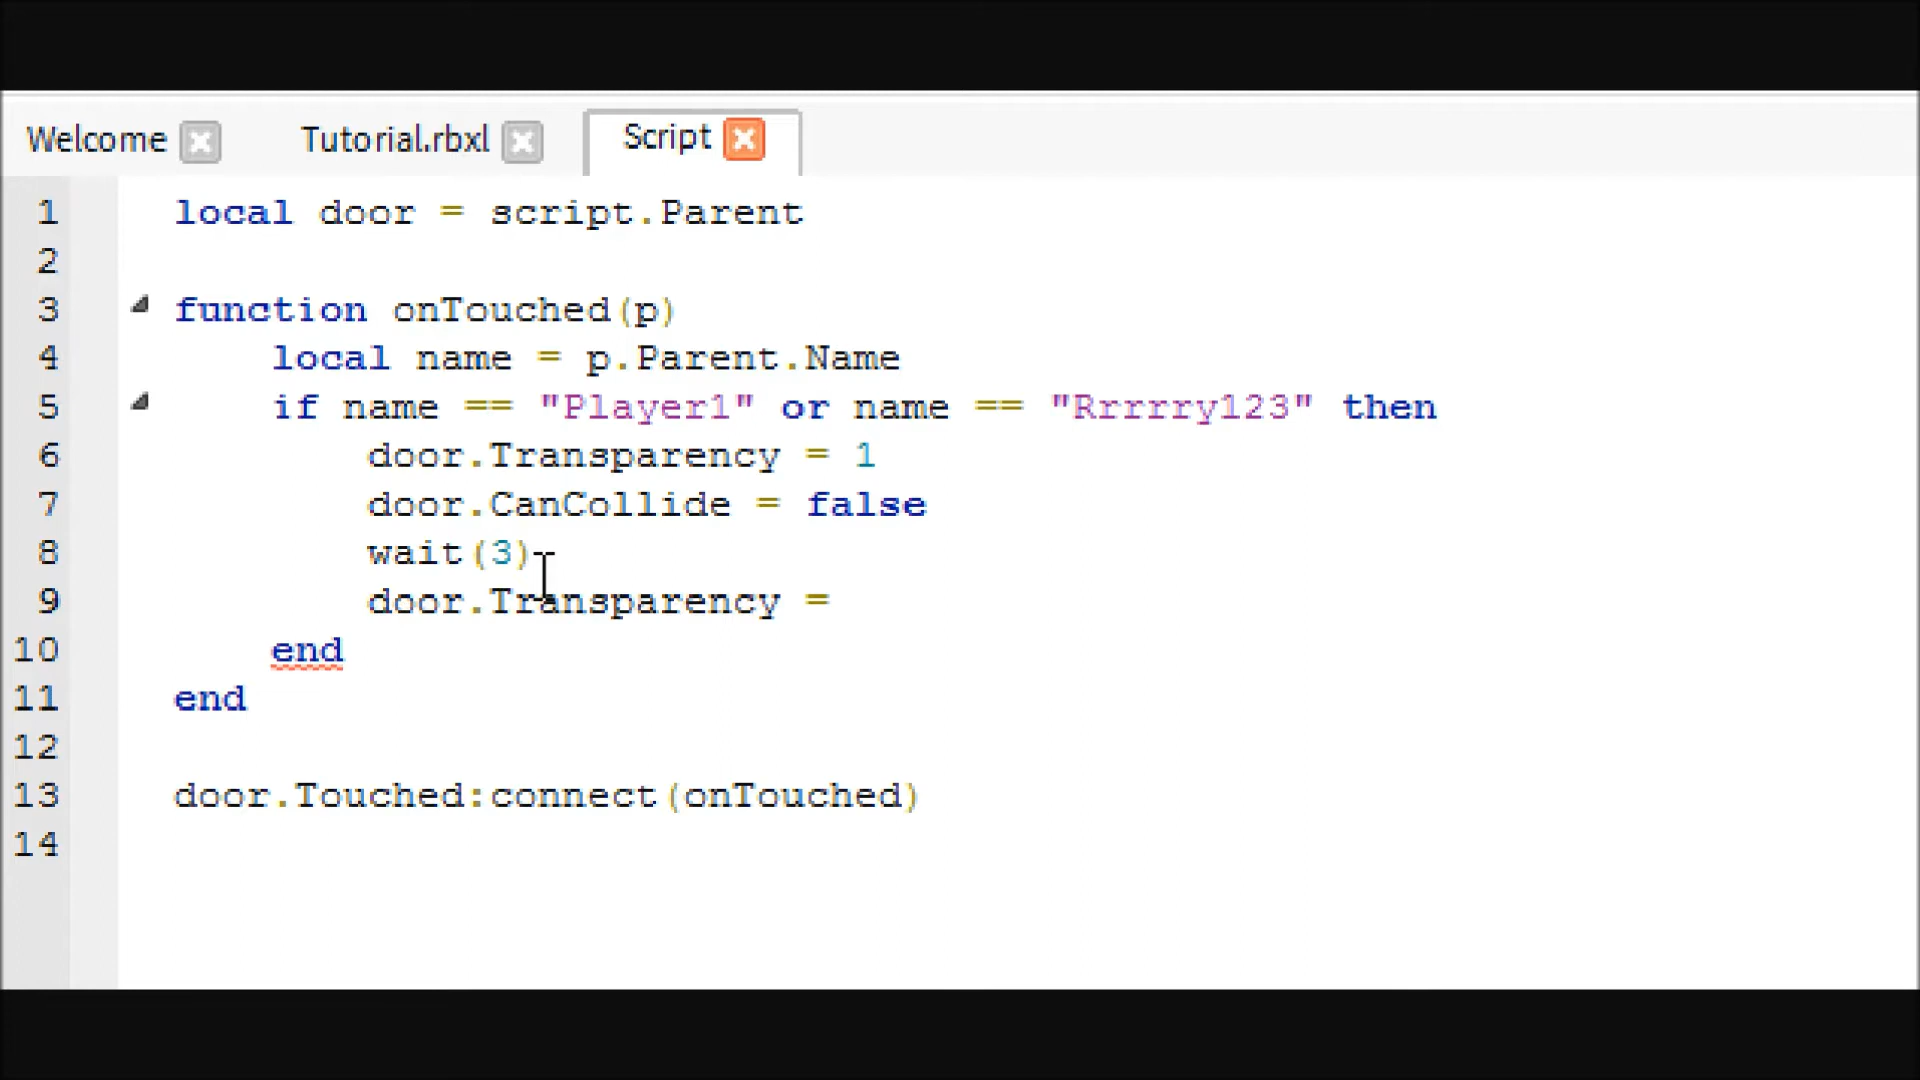 Welcome Tutorial.rbxl Script
1 local door = script.Parent
2
3 function onTouched(p)
4 local name = p.Parent.Name
5 if name == "Player1" or name == "Rrrrry123" then
6 door.Transparency = 1
7 door.CanCollide = false
8 wait(3)
9 door.Transparency =
10 end
11 end
12
13 door.Touched:connect(onTouched)
14